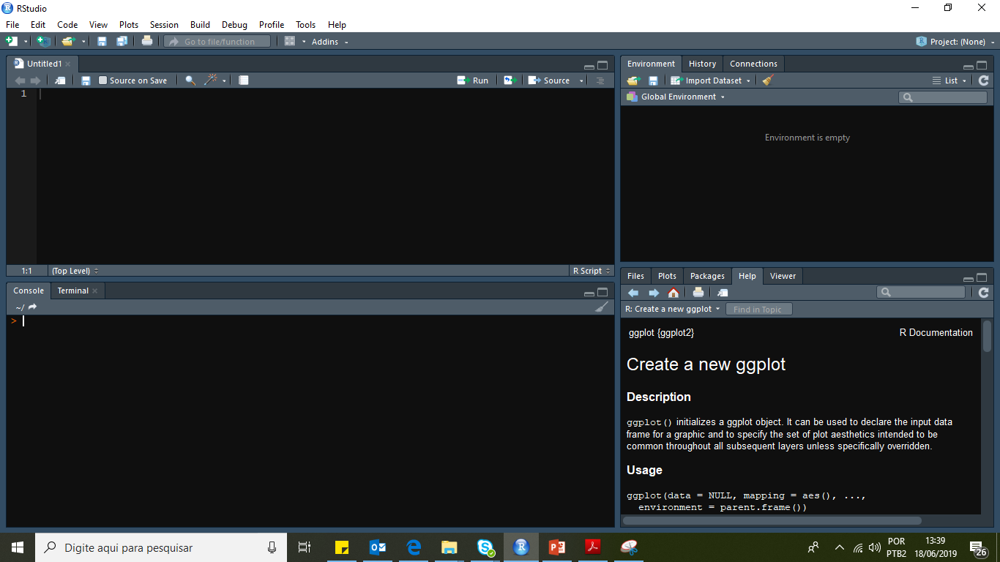 RStudio
File Edit Code View Plots Session Build Debug Profile Tools Help
Go to file/function Addins Project: (None)
Untitled1
Source on Save Run Source
1
1:1 (Top Level) R Script
Console Terminal
~/
>
Environment History Connections
Import Dataset List
Global Environment
Environment is empty
Files Plots Packages Help Viewer
R: Create a new ggplot Find in Topic
ggplot {ggplot2} R Documentation
Create a new ggplot
Description
ggplot() initializes a ggplot object. It can be used to declare the input data
frame for a graphic and to specify the set of plot aesthetics intended to be
common throughout all subsequent layers unless specifically overridden.
Usage
ggplot(data = NULL, mapping = aes(), ...,
environment = parent.frame())
Digite aqui para pesquisar
POR
PTB2
13:39
18/06/2019
26